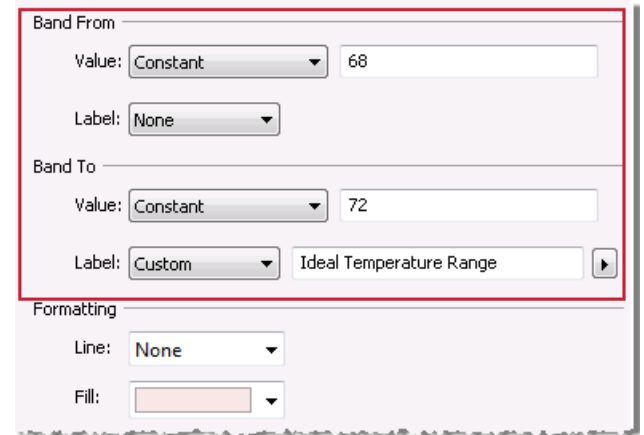 Band From
Value: Constant 68
Label: None
Band To
Value: Constant 72
Label: Custom Ideal Temperature Range
Formatting
Line: None
Fill: